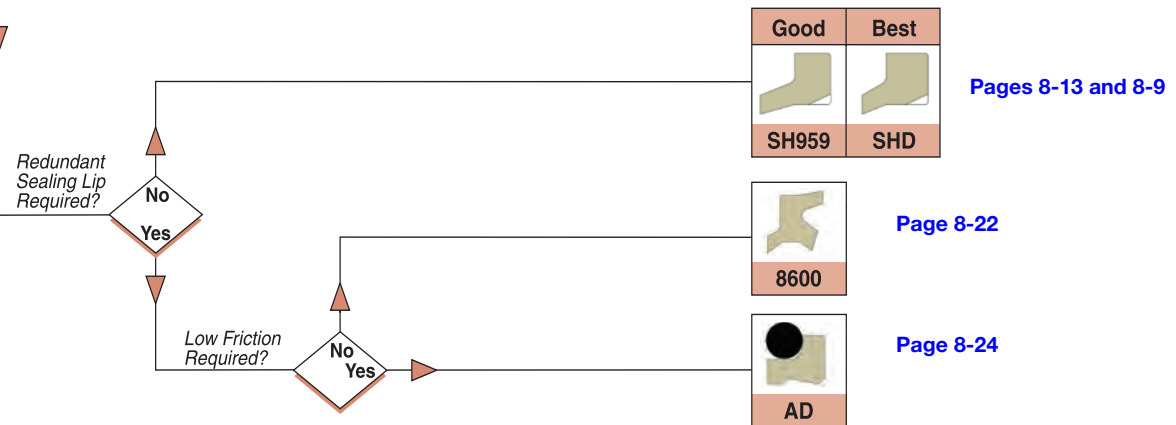 Good Best
SH959 SHD
Pages 8-13 and 8-9
Redundant
Sealing Lip
Required?
No
Yes
8600
Page 8-22
Low Friction
Required?
No
Yes
AD
Page 8-24